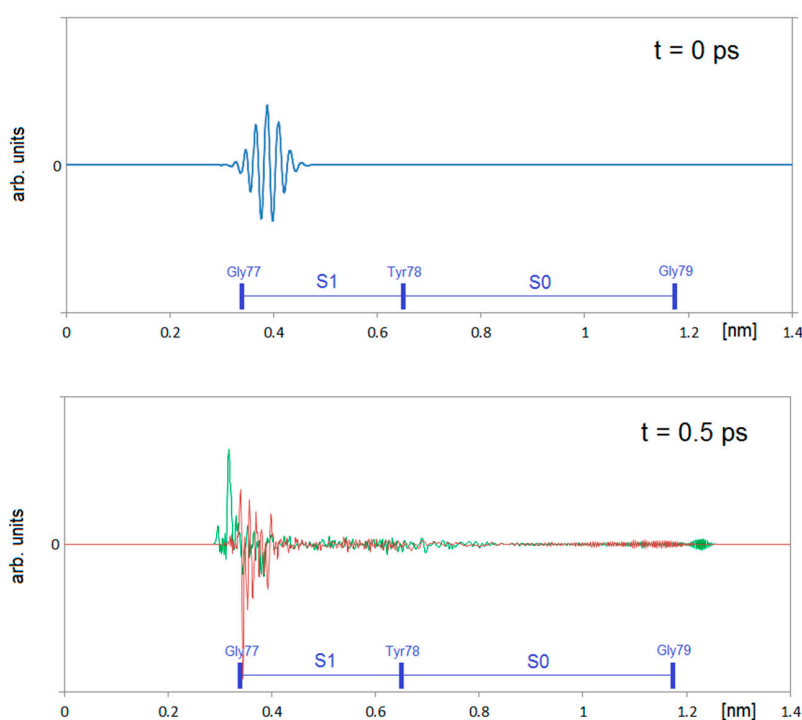 t = 0 ps
arb. units
0
Gly77 Tyr78 Gly79
S1 S0
0 0.2 0.4 0.6 0.8 1 1.2 [nm] 1.4
t = 0.5 ps
arb. units
0
Gly77 Tyr78 Gly79
S1 S0
0 0.2 0.4 0.6 0.8 1 1.2 [nm] 1.4